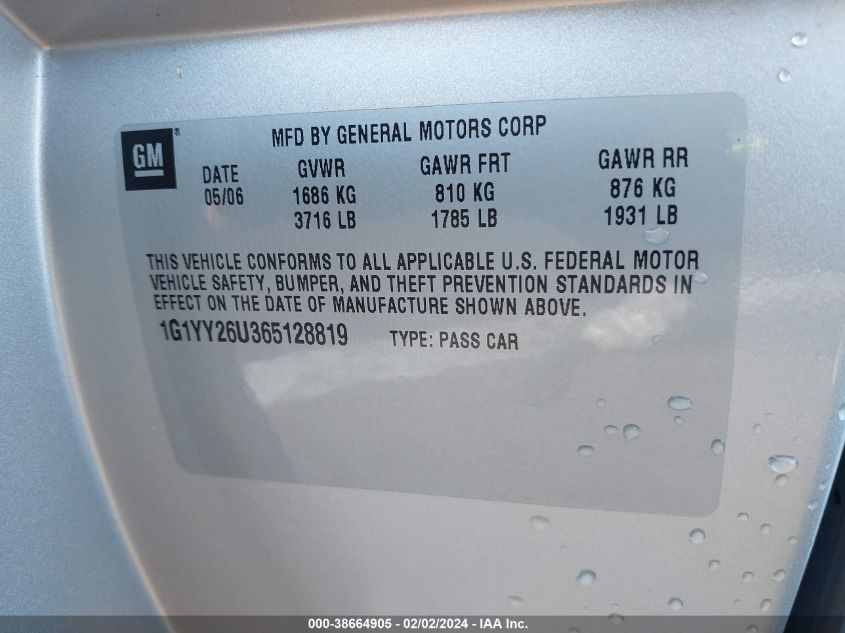 GM®
MFD BY GENERAL MOTORS CORP
DATE GVWR GAWR FRT GAWR RR
05/06 1686 KG 810 KG 876 KG
3716 LB 1785 LB 1931 LB
THIS VEHICLE CONFORMS TO ALL APPLICABLE U.S. FEDERAL MOTOR
VEHICLE SAFETY, BUMPER, AND THEFT PREVENTION STANDARDS IN
EFFECT ON THE DATE OF MANUFACTURE SHOWN ABOVE.
1G1YY26U365128819 TYPE: PASS CAR
000-38664905 - 02/02/2024 - IAA Inc.